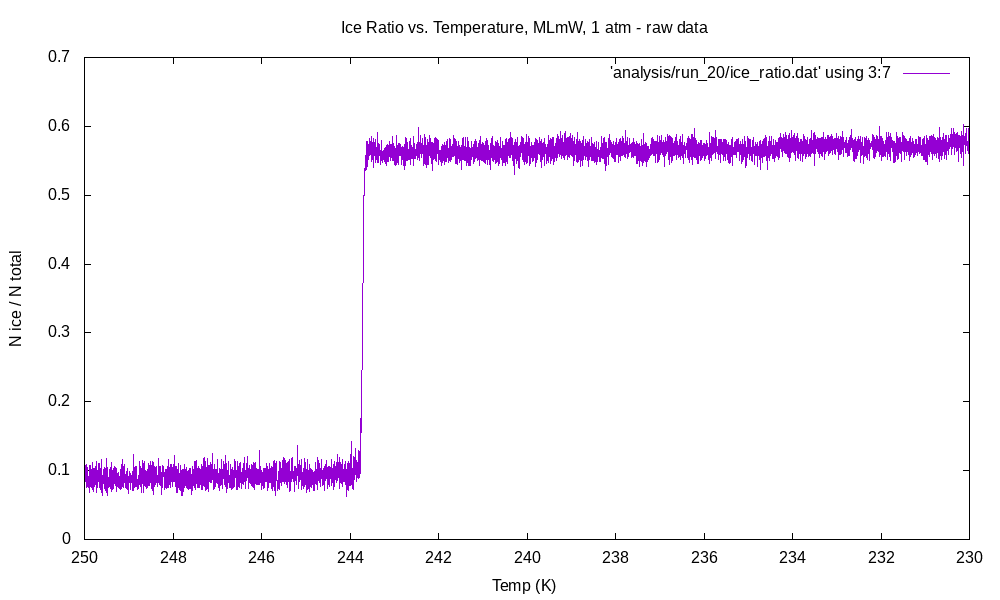 Ice Ratio vs. Temperature, MLmW, 1 atm - raw data
'analysis/run_20/ice_ratio.dat' using 3:7
0.7
0.6
0.5
0.4
0.3
0.2
0.1
0
N ice / N total
250 248 246 244 242 240 238 236 234 232 230
Temp (K)